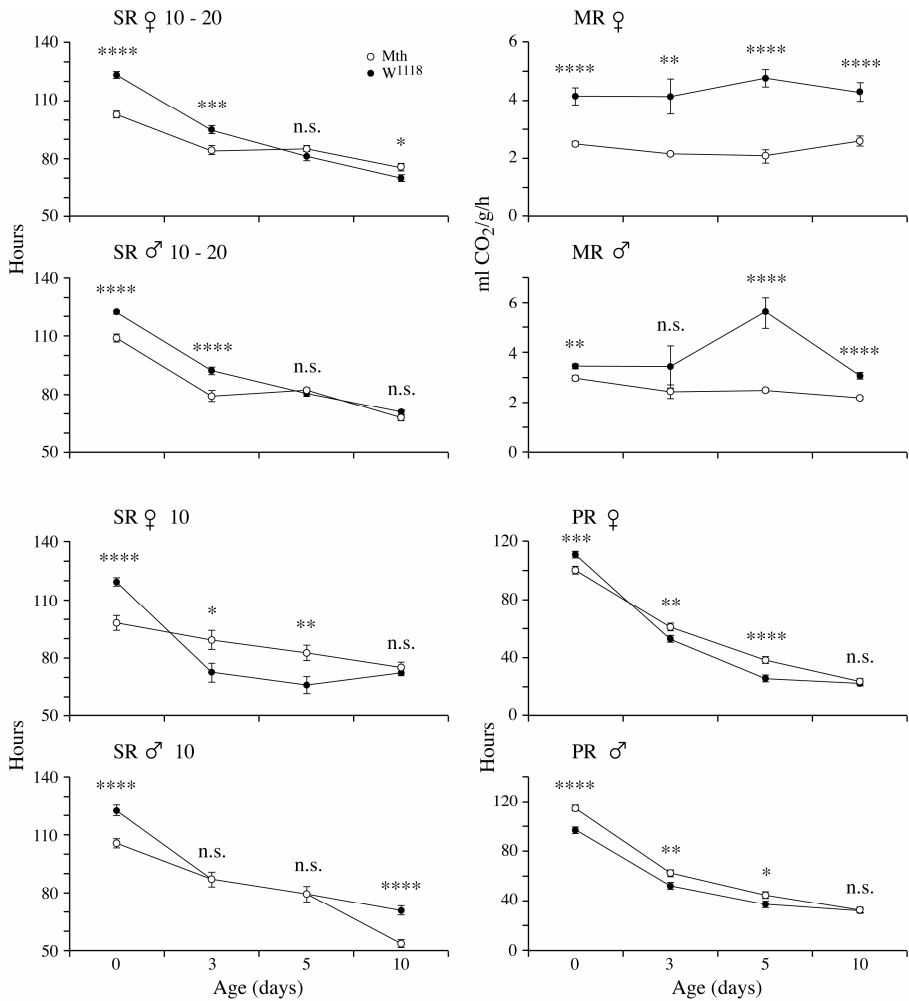 SR ♀ 10 - 20
140
110
80
50
****
***
n.s.
*
Mth
W1118
Hours
MR ♀
6
4
2
0
****
**
****
****
ml CO2/g/h
SR ♂ 10 - 20
140
110
80
50
****
****
n.s.
n.s.
MR ♂
6
4
2
0
**
n.s.
****
****
SR ♀ 10
140
110
80
50
****
*
**
n.s.
Hours
PR ♀
120
80
40
0
***
**
****
n.s.
Hours
SR ♂ 10
140
110
80
50
****
n.s.
n.s.
****
0 3 5 10
Age (days)
PR ♂
120
80
40
0
****
**
*
n.s.
0 3 5 10
Age (days)